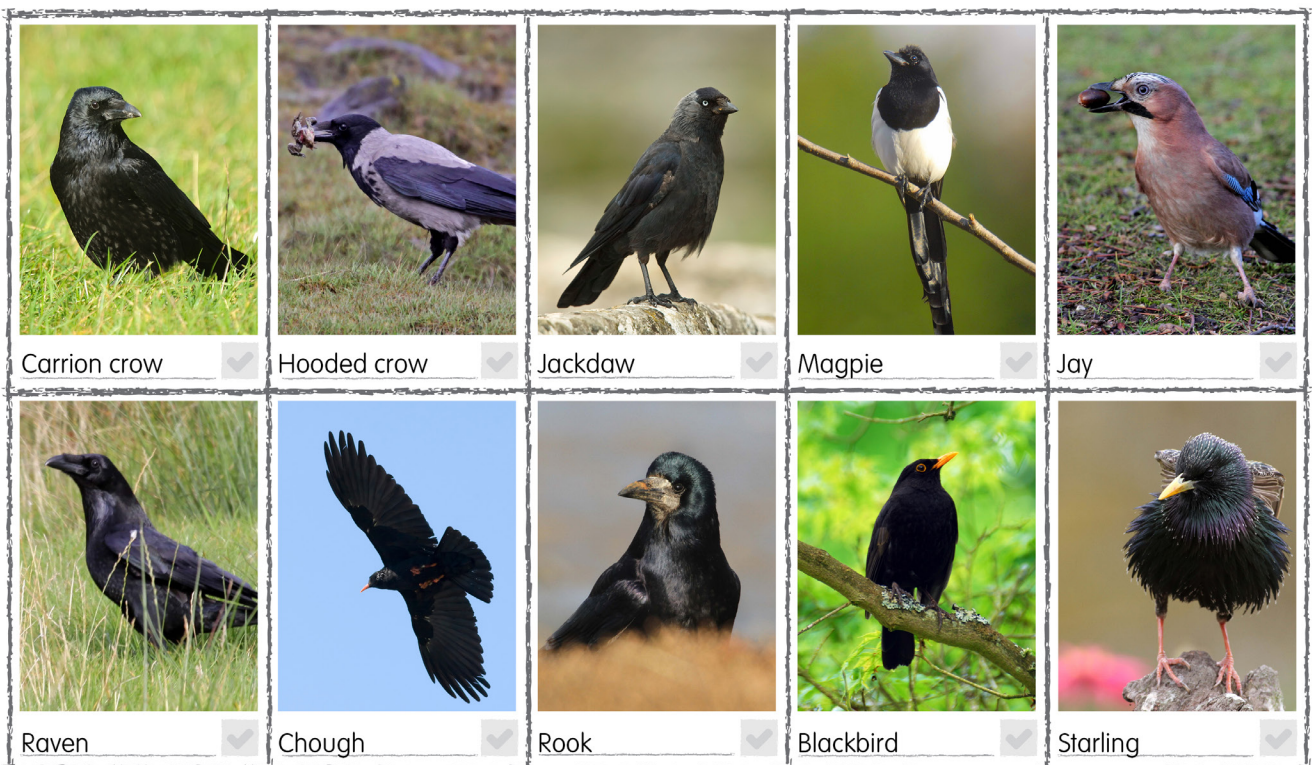 Carrion crow
Hooded crow
Jackdaw
Magpie
Jay
Raven
Chough
Rook
Blackbird
Starling